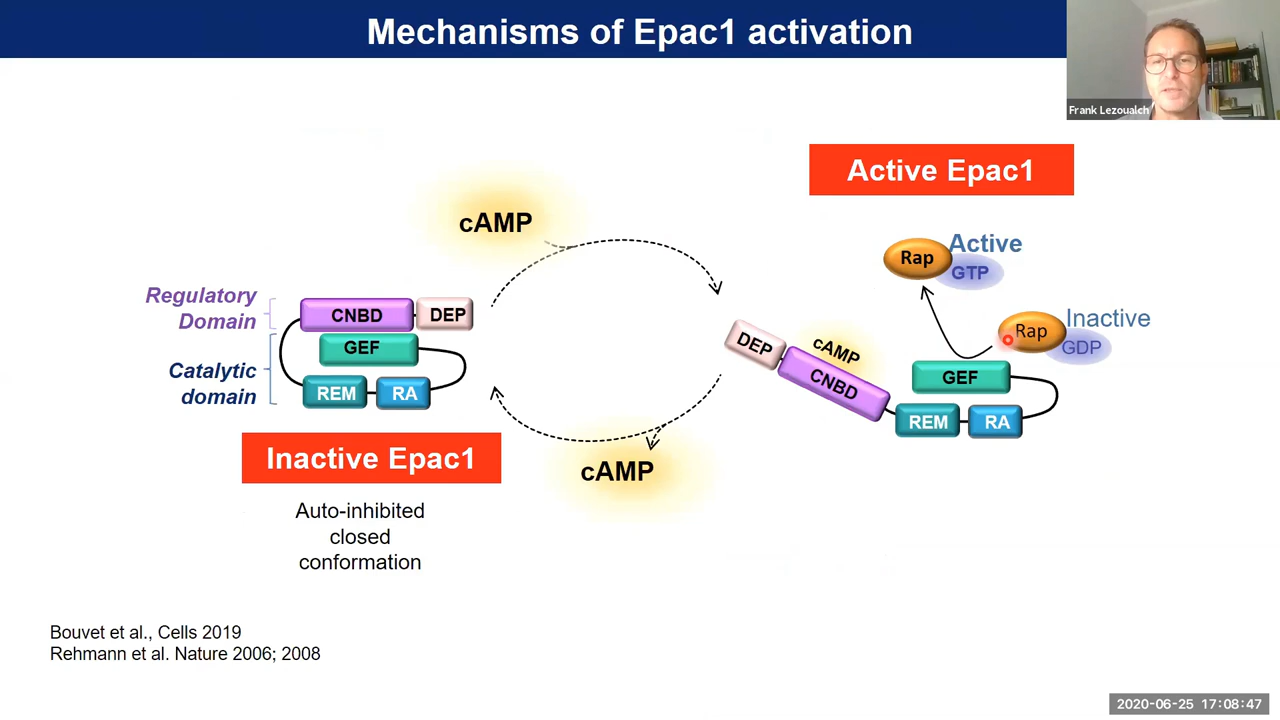 Mechanisms of Epac1 activation
Frank Lezoualch
Active Epac1
cAMP
Rap
Active
GTP
Regulatory
Domain
CNBD
DEP
Rap
Inactive
GDP
GEF
Catalytic
domain
REM
RA
DEP
cAMP
CNBD
GEF
REM
RA
Inactive Epac1
cAMP
Auto-inhibited
closed
conformation
Bouvet et al., Cells 2019
Rehmann et al. Nature 2006; 2008
2020-06-25 17:08:47